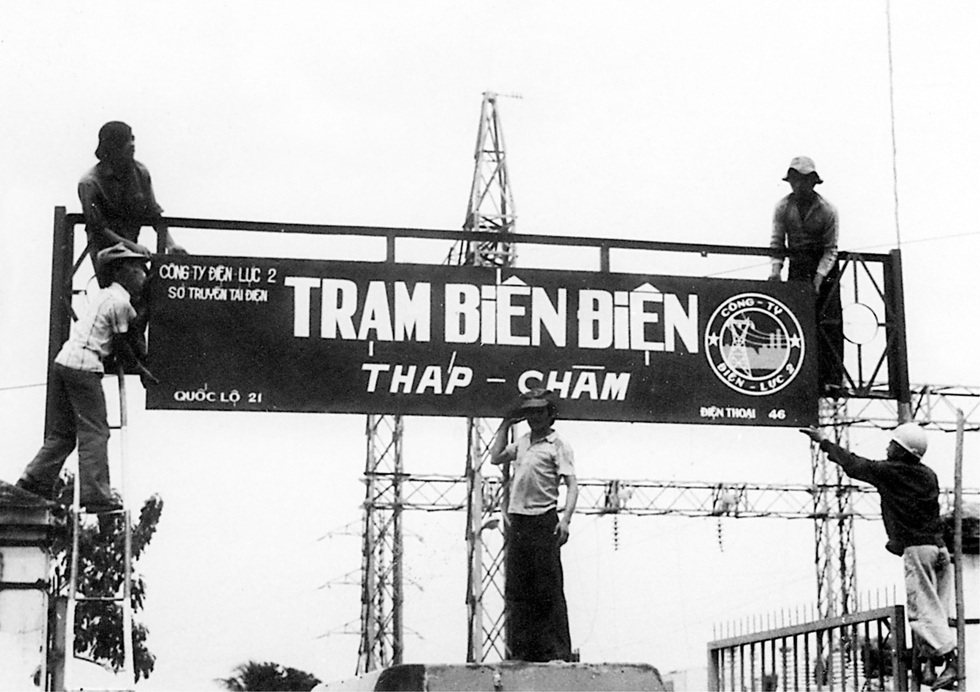 CÔNG·TY ĐIỆN·LỰC 2
SỞ TRUYỀN TẢI ĐIỆN
TRẠM BIÊN ĐIỆN
THÁP - CHÀM
QUỐC LỘ 21
CÔNG - TY
ĐIỆN - LỰC 2
ĐIỆN THOẠI 46